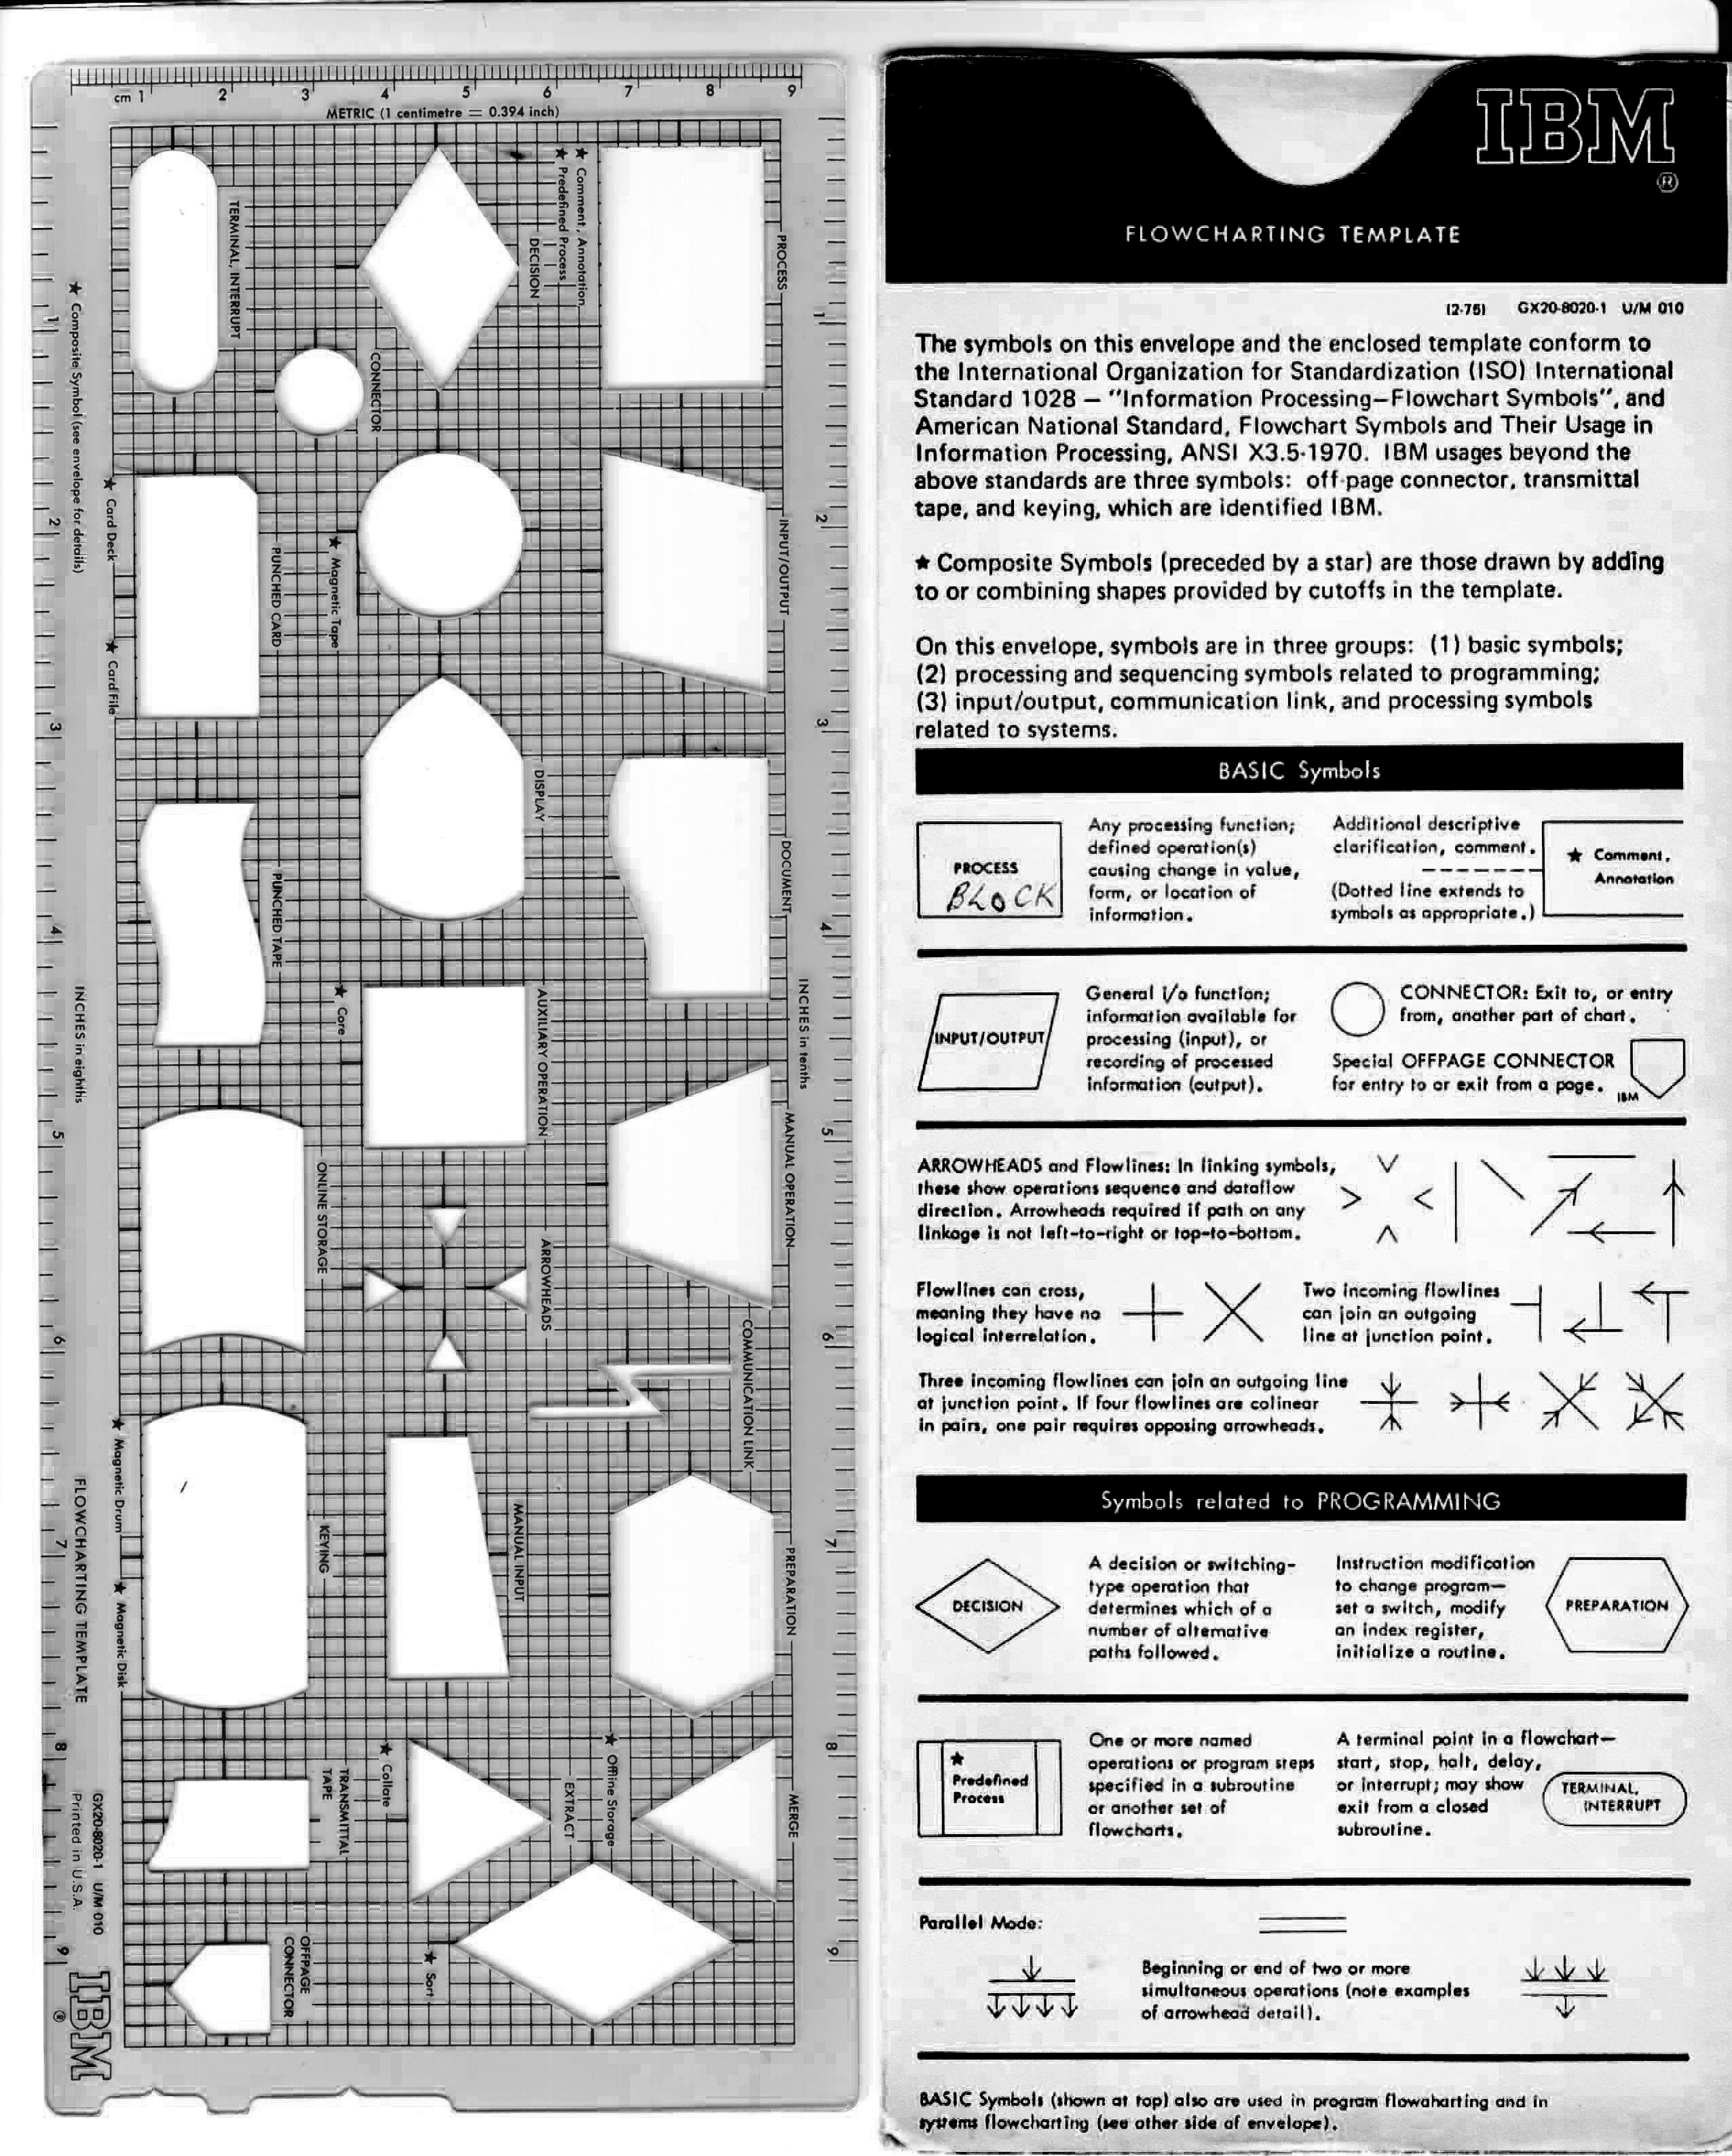 cm 1 2 3 4 5 6 7 8 9
METRIC (1 centimetre = 0.394 inch)
PROCESS
★ Comment, Annotation
★ Predefined Process
DECISION
TERMINAL, INTERRUPT
CONNECTOR
INPUT/OUTPUT
★ Magnetic Tape
PUNCHED CARD
★ Card Deck
★ Card File
★ Composite Symbol (see envelope for details)
DOCUMENT
DISPLAY
PUNCHED TAPE
★ Core
AUXILIARY OPERATION
INCHES in tenths
INCHES in eighths
MANUAL OPERATION
ONLINE STORAGE
ARROWHEADS
COMMUNICATION LINK
PREPARATION
MANUAL INPUT
KEYING
★ Magnetic Drum
★ Magnetic Disk
FLOWCHARTING TEMPLATE
MERGE
★ Offline Storage
EXTRACT
★ Collate
TRANSMITTAL
TAPE
★ Sort
OFFPAGE
CONNECTOR
GX20-8020-1 U/M 010
Printed in U.S.A.
IBM
®
1 2 3 4 5 6 7 8 9
1 2 3 4 5 6 7 8 9
IBM
®
FLOWCHARTING TEMPLATE
(2-75) GX20-8020-1 U/M 010
The symbols on this envelope and the enclosed template conform to
the International Organization for Standardization (ISO) International
Standard 1028 – "Information Processing–Flowchart Symbols", and
American National Standard, Flowchart Symbols and Their Usage in
Information Processing, ANSI X3.5-1970. IBM usages beyond the
above standards are three symbols: off-page connector, transmittal
tape, and keying, which are identified IBM.
★ Composite Symbols (preceded by a star) are those drawn by adding
to or combining shapes provided by cutoffs in the template.
On this envelope, symbols are in three groups: (1) basic symbols;
(2) processing and sequencing symbols related to programming;
(3) input/output, communication link, and processing symbols
related to systems.
BASIC Symbols
PROCESS
BLOCK
Any processing function;
defined operation(s)
causing change in value,
form, or location of
information.
Additional descriptive
clarification, comment.
(Dotted line extends to
symbols as appropriate.)
★ Comment,
Annotation
INPUT/OUTPUT
General i/o function;
information available for
processing (input), or
recording of processed
information (output).
CONNECTOR: Exit to, or entry
from, another part of chart.
Special OFFPAGE CONNECTOR
for entry to or exit from a page.
IBM
ARROWHEADS and Flowlines: In linking symbols,
these show operations sequence and dataflow
direction. Arrowheads required if path on any
linkage is not left-to-right or top-to-bottom.
Flowlines can cross,
meaning they have no
logical interrelation.
Two incoming flowlines
can join an outgoing
line at junction point.
Three incoming flowlines can join an outgoing line
at junction point. If four flowlines are colinear
in pairs, one pair requires opposing arrowheads.
Symbols related to PROGRAMMING
DECISION
A decision or switching-
type operation that
determines which of a
number of alternative
paths followed.
Instruction modification
to change program—
set a switch, modify
an index register,
initialize a routine.
PREPARATION
★
Predefined
Process
One or more named
operations or program steps
specified in a subroutine
or another set of
flowcharts.
A terminal point in a flowchart—
start, stop, halt, delay,
or interrupt; may show
exit from a closed
subroutine.
TERMINAL,
INTERRUPT
Parallel Mode:
Beginning or end of two or more
simultaneous operations (note examples
of arrowhead detail).
BASIC Symbols (shown at top) also are used in program flowcharting and in
systems flowcharting (see other side of envelope).